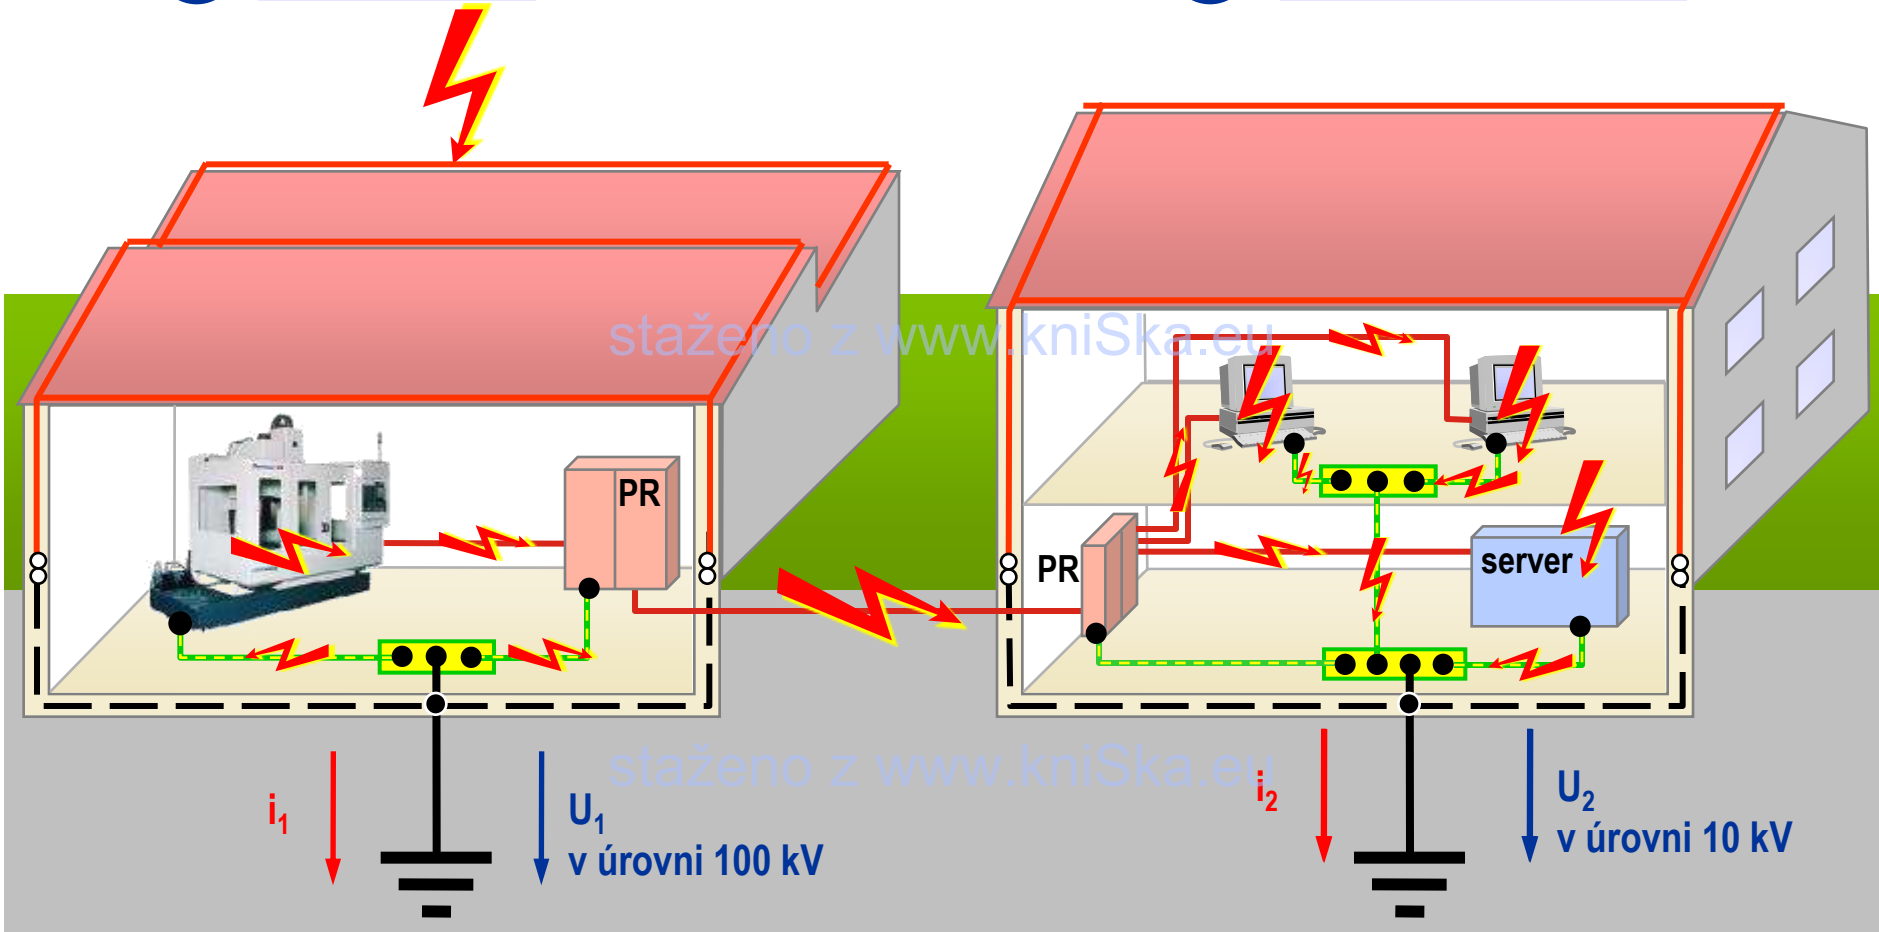 staženo z www.kniSka.eu
PR
PR
server
staženo z www.kniSka.eu
i1
U1
v úrovni 100 kV
i2
U2
v úrovni 10 kV